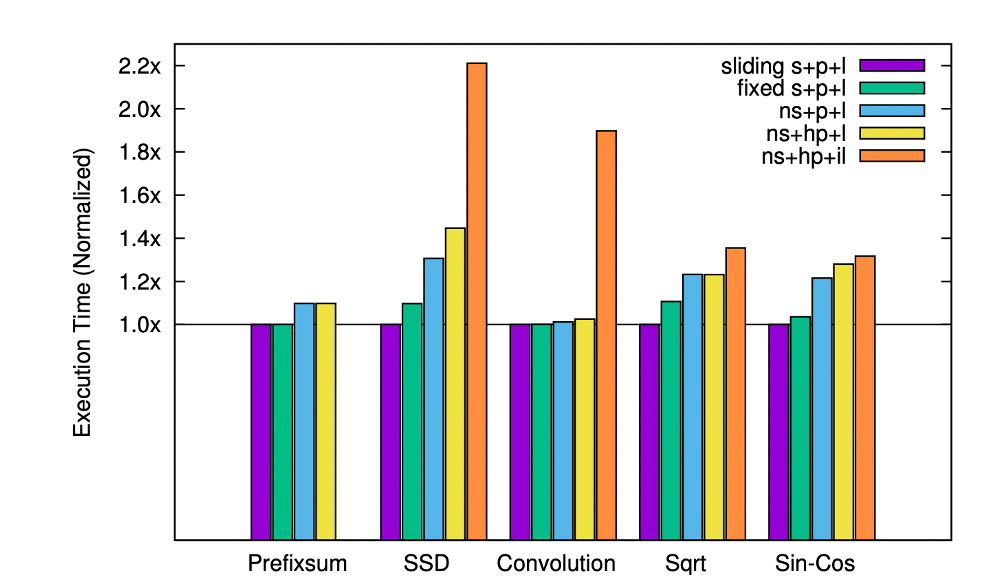 2.2x
2.0x
1.8x
1.6x
1.4x
1.2x
1.0x
Execution Time (Normalized)
sliding s+p+l
fixed s+p+l
ns+p+l
ns+hp+l
ns+hp+il
Prefixsum SSD Convolution Sqrt Sin-Cos